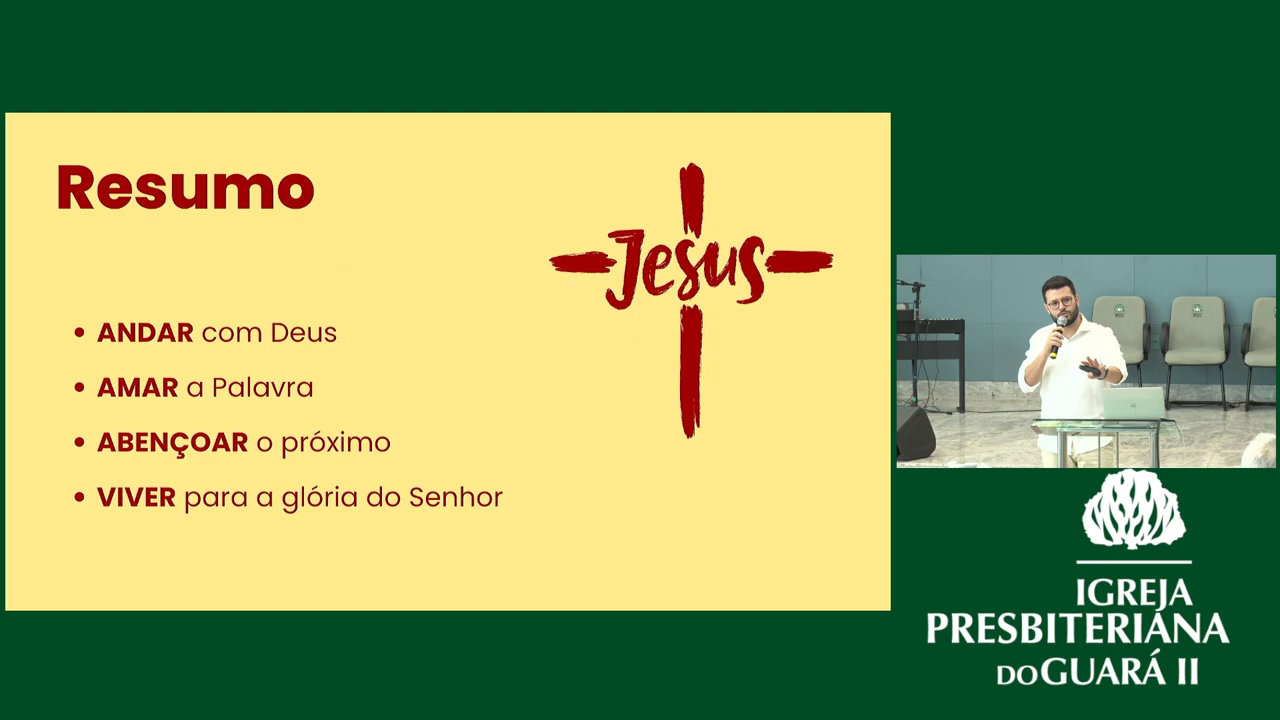 Resumo
Jesus
• ANDAR com Deus
• AMAR a Palavra
• ABENÇOAR o próximo
• VIVER para a glória do Senhor
IGREJA
PRESBITERIANA
DO GUARÁ II